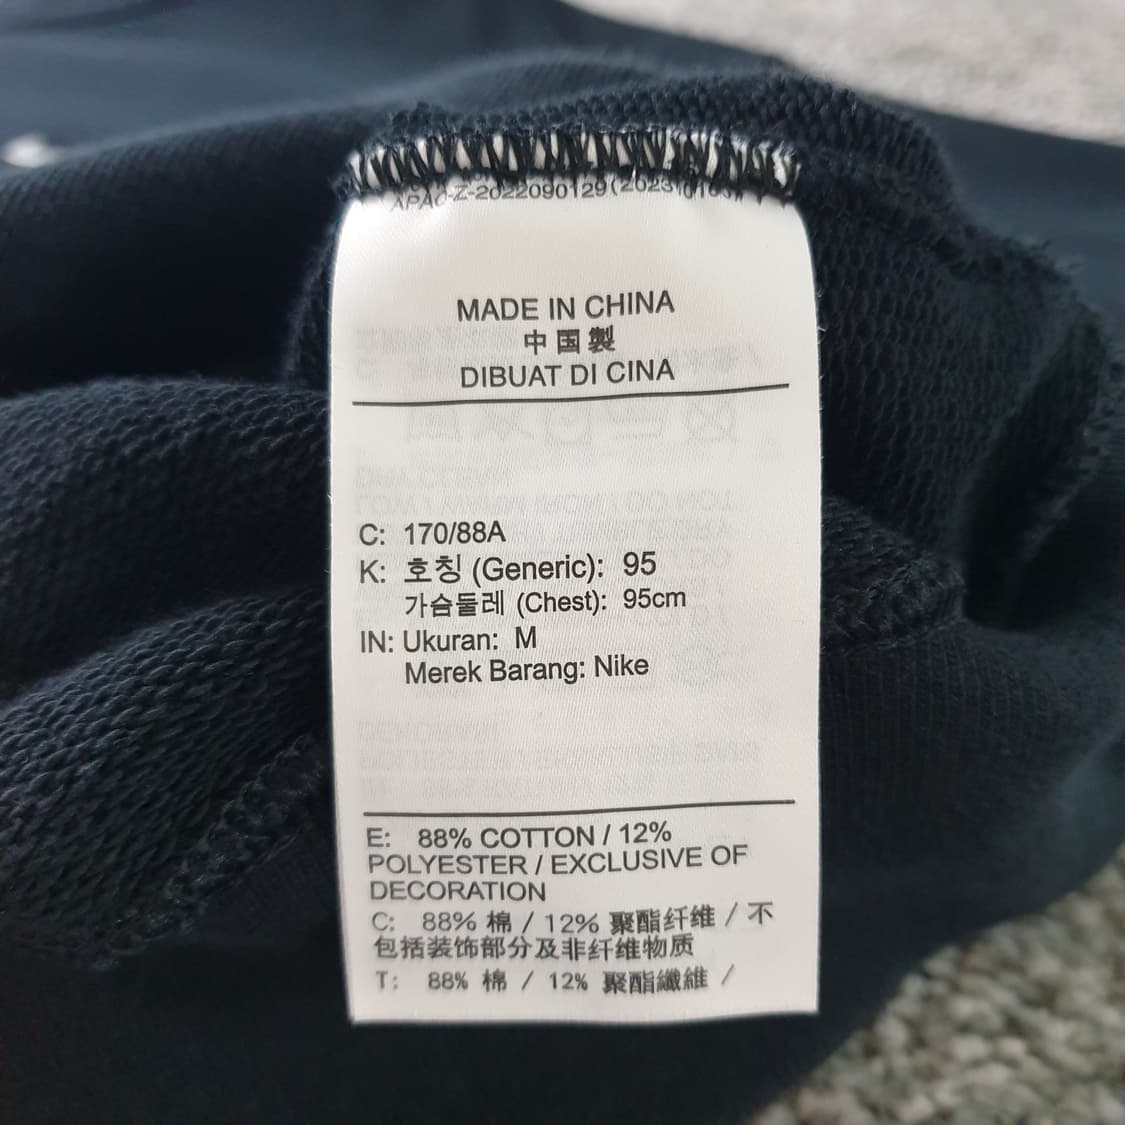 APAC-Z-2022090129(2023
MADE IN CHINA
中国製
DIBUAT DI CINA
C: 170/88A
K: 호칭 (Generic): 95
가슴둘레 (Chest): 95cm
IN: Ukuran: M
Merek Barang: Nike
E: 88% COTTON / 12%
POLYESTER / EXCLUSIVE OF
DECORATION
C: 88% 棉 / 12% 聚酯纤维 / 不
包括装饰部分及非纤维物质
T: 88% 棉 / 12% 聚酯纖維 /